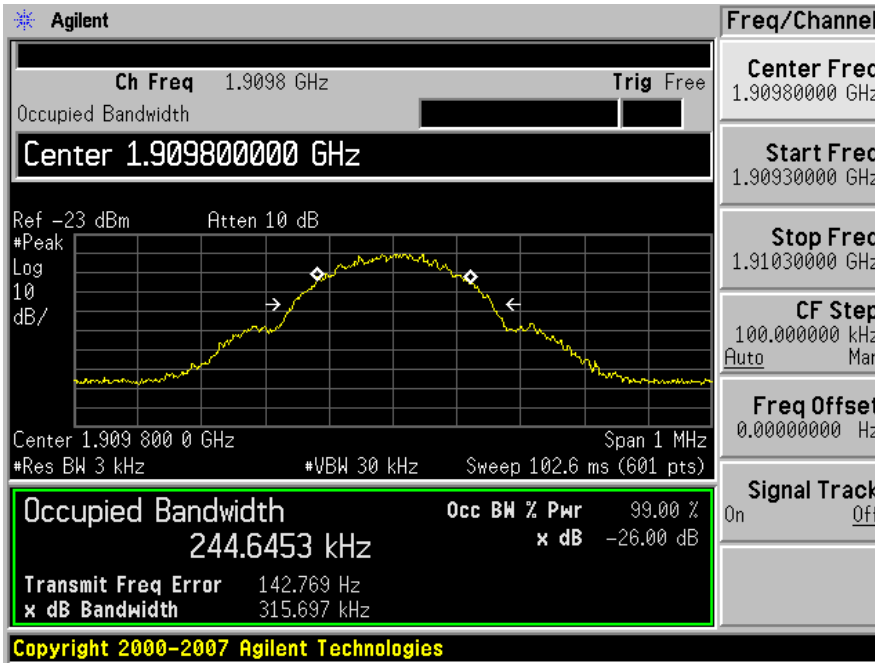 Agilent
Freq/Channel
Ch Freq 1.9098 GHz Trig Free
Occupied Bandwidth
Center 1.909800000 GHz
Center Freq
1.90980000 GHz
Start Freq
1.90930000 GHz
Stop Freq
1.91030000 GHz
CF Step
100.000000 kHz
Auto Man
Freq Offset
0.00000000 Hz
Signal Track
On Off
Ref -23 dBm Atten 10 dB
#Peak
Log
10
dB/
Center 1.909 800 0 GHz Span 1 MHz
#Res BW 3 kHz #VBW 30 kHz Sweep 102.6 ms (601 pts)
Occupied Bandwidth Occ BW % Pwr 99.00 %
244.6453 kHz x dB -26.00 dB
Transmit Freq Error 142.769 Hz
x dB Bandwidth 315.697 kHz
Copyright 2000-2007 Agilent Technologies